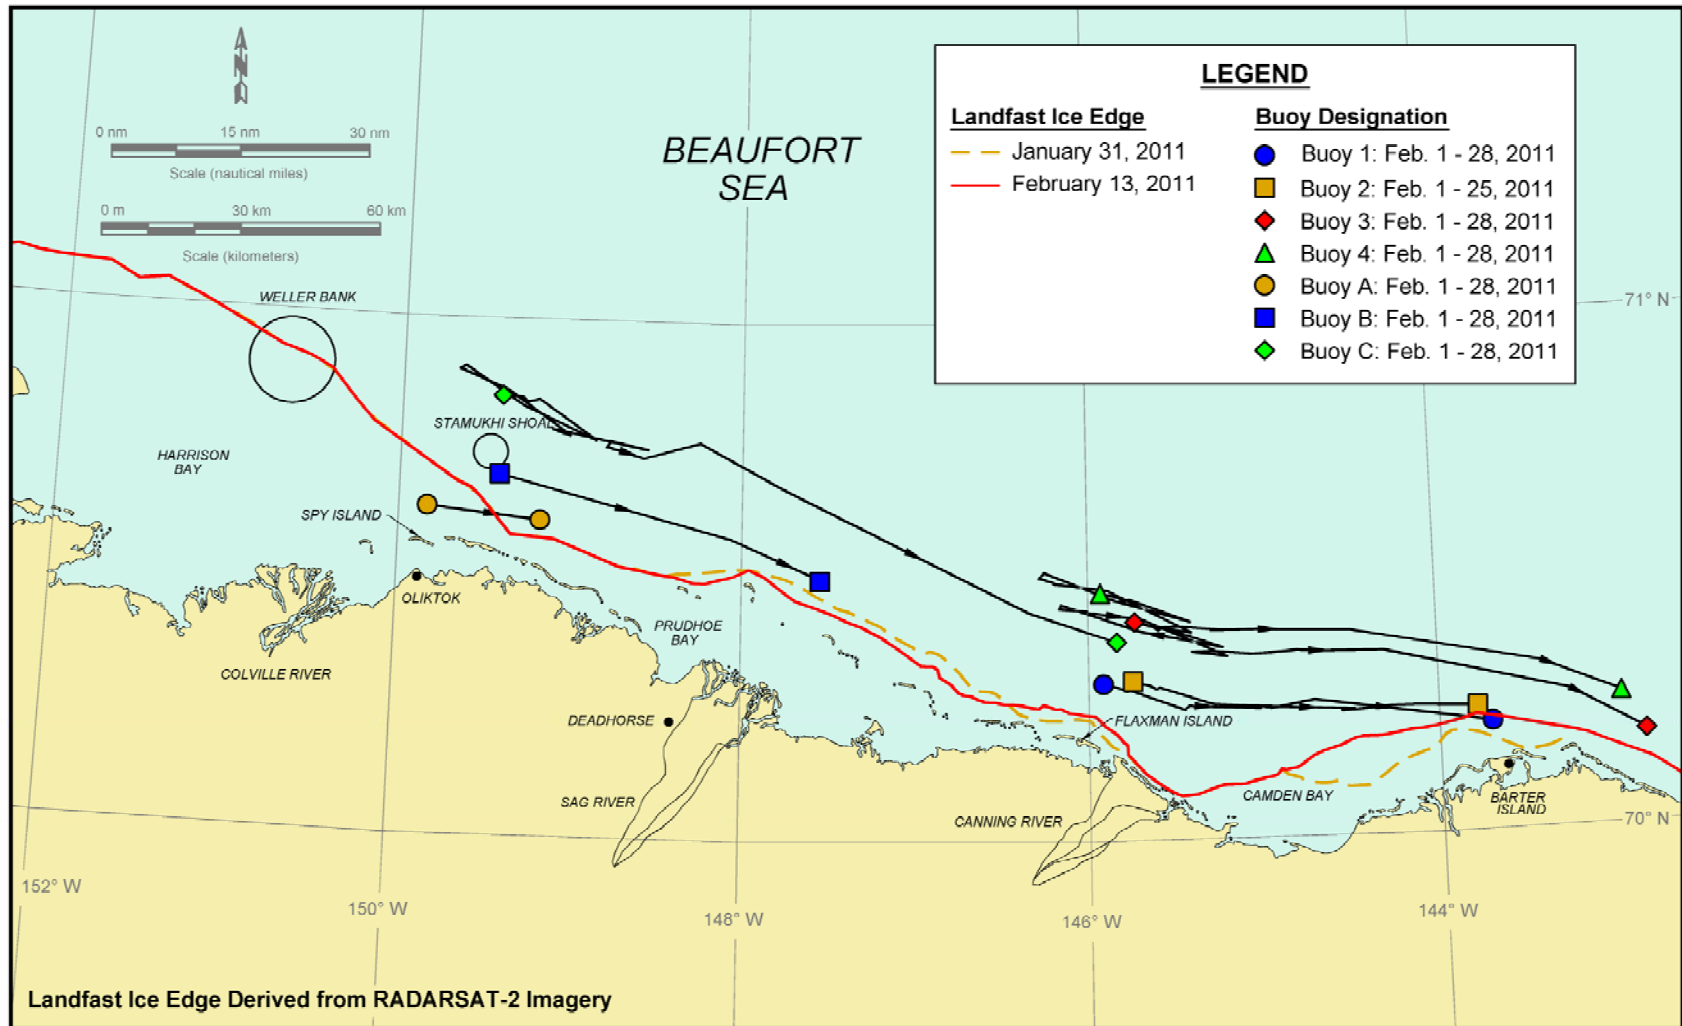 N
0 nm 15 nm 30 nm
Scale (nautical miles)
0 m 30 km 60 km
Scale (kilometers)
BEAUFORT
SEA
LEGEND
Landfast Ice Edge
January 31, 2011
February 13, 2011
Buoy Designation
Buoy 1: Feb. 1 - 28, 2011
Buoy 2: Feb. 1 - 25, 2011
Buoy 3: Feb. 1 - 28, 2011
Buoy 4: Feb. 1 - 28, 2011
Buoy A: Feb. 1 - 28, 2011
Buoy B: Feb. 1 - 28, 2011
Buoy C: Feb. 1 - 28, 2011
71° N
WELLER BANK
STAMUKHI SHOAL
HARRISON
BAY
SPY ISLAND
OLIKTOK
PRUDHOE
BAY
COLVILLE RIVER
DEADHORSE
FLAXMAN ISLAND
SAG RIVER
CANNING RIVER
CAMDEN BAY
BARTER
ISLAND
70° N
152° W
150° W
148° W
146° W
144° W
Landfast Ice Edge Derived from RADARSAT-2 Imagery